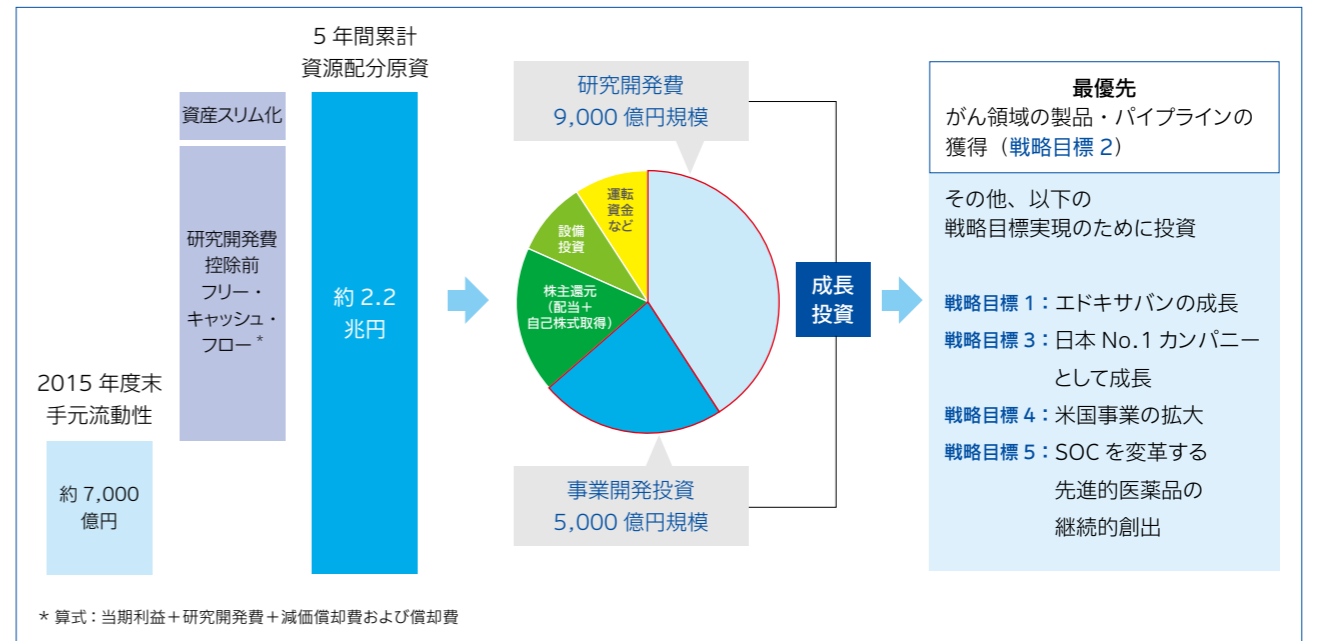 5 年間累計
資源配分原資
資産スリム化
研究開発費
控除前
フリー・
キャッシュ・
フロー*
2015 年度末
手元流動性
約 7,000
億円
約 2.2
兆円
研究開発費
9,000 億円規模
運転
資金
など
設備
投資
株主還元
(配当+
自己株式取得)
事業開発投資
5,000 億円規模
成長
投資
最優先
がん領域の製品・パイプラインの
獲得（戦略目標 2）
その他、以下の
戦略目標実現のために投資
戦略目標 1：エドキサバンの成長
戦略目標 3：日本 No.1 カンパニー
として成長
戦略目標 4：米国事業の拡大
戦略目標 5：SOC を変革する
先進的医薬品の
継続的創出
* 算式：当期利益＋研究開発費＋減価償却費および償却費